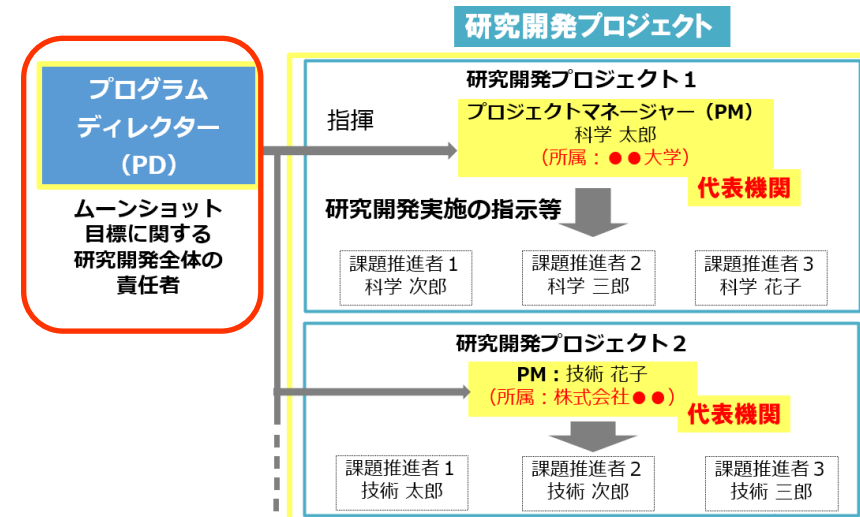 研究開発プロジェクト
プログラム
ディレクター
（PD）
ムーンショット
目標に関する
研究開発全体の
責任者
指揮
研究開発プロジェクト１
プロジェクトマネージャー（PM）
科学 太郎
（所属：●●大学）
代表機関
研究開発実施の指示等
課題推進者１
科学 次郎
課題推進者２
科学 三郎
課題推進者３
科学 花子
研究開発プロジェクト２
PM：技術 花子
（所属：株式会社●●）
代表機関
課題推進者１
技術 太郎
課題推進者２
技術 次郎
課題推進者３
技術 三郎